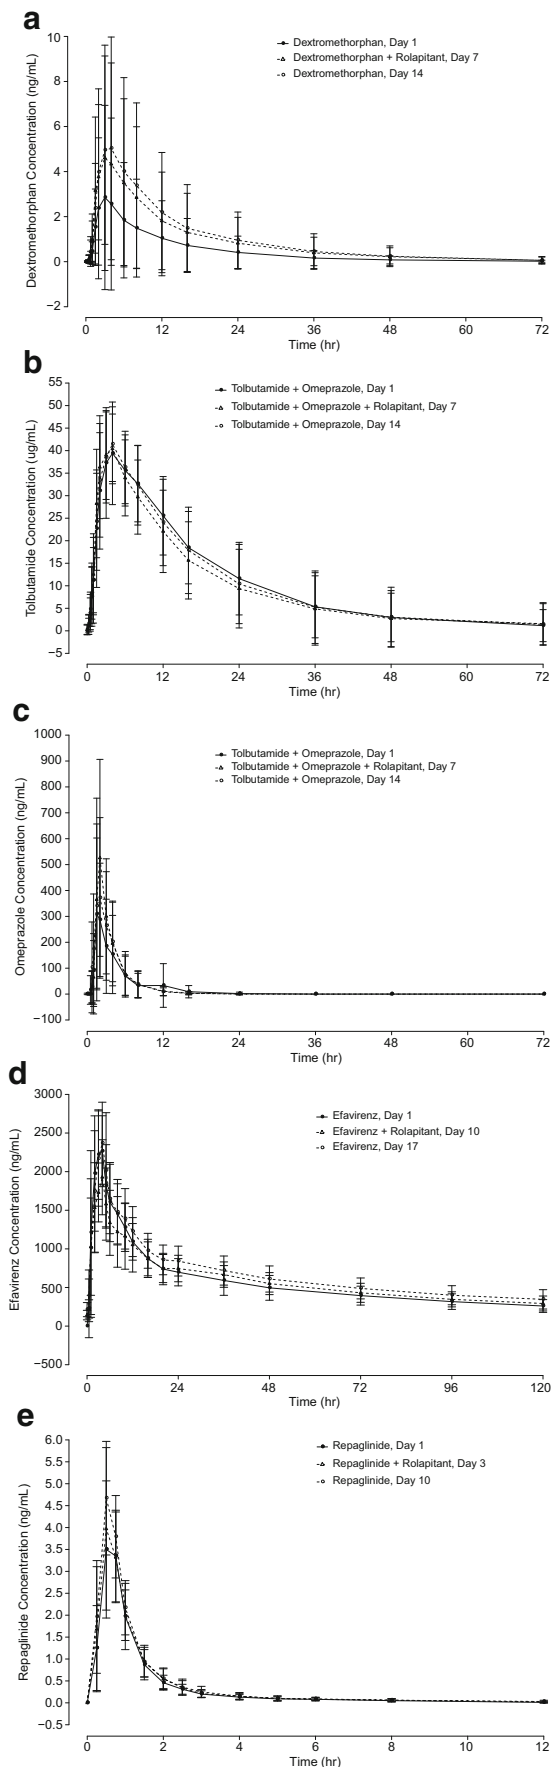 a
Dextromethorphan Concentration (ng/mL)
10
8
6
4
2
0
−2
Dextromethorphan, Day 1
Dextromethorphan + Rolapitant, Day 7
Dextromethorphan, Day 14
0 12 24 36 48 60 72
Time (hr)
b
Tolbutamide Concentration (ug/mL)
55
50
45
40
35
30
25
20
15
10
5
0
−5
Tolbutamide + Omeprazole, Day 1
Tolbutamide + Omeprazole + Rolapitant, Day 7
Tolbutamide + Omeprazole, Day 14
0 12 24 36 48 60 72
Time (hr)
c
Omeprazole Concentration (ng/mL)
1000
900
800
700
600
500
400
300
200
100
0
−100
Tolbutamide + Omeprazole, Day 1
Tolbutamide + Omeprazole + Rolapitant, Day 7
Tolbutamide + Omeprazole, Day 14
0 12 24 36 48 60 72
Time (hr)
d
Efavirenz Concentration (ng/mL)
3000
2500
2000
1500
1000
500
0
−500
Efavirenz, Day 1
Efavirenz + Rolapitant, Day 10
Efavirenz, Day 17
0 24 48 72 96 120
Time (hr)
e
Repaglinide Concentration (ng/mL)
6.0
5.5
5.0
4.5
4.0
3.5
3.0
2.5
2.0
1.5
1.0
0.5
0.0
−0.5
Repaglinide, Day 1
Repaglinide + Rolapitant, Day 3
Repaglinide, Day 10
0 2 4 6 8 10 12
Time (hr)